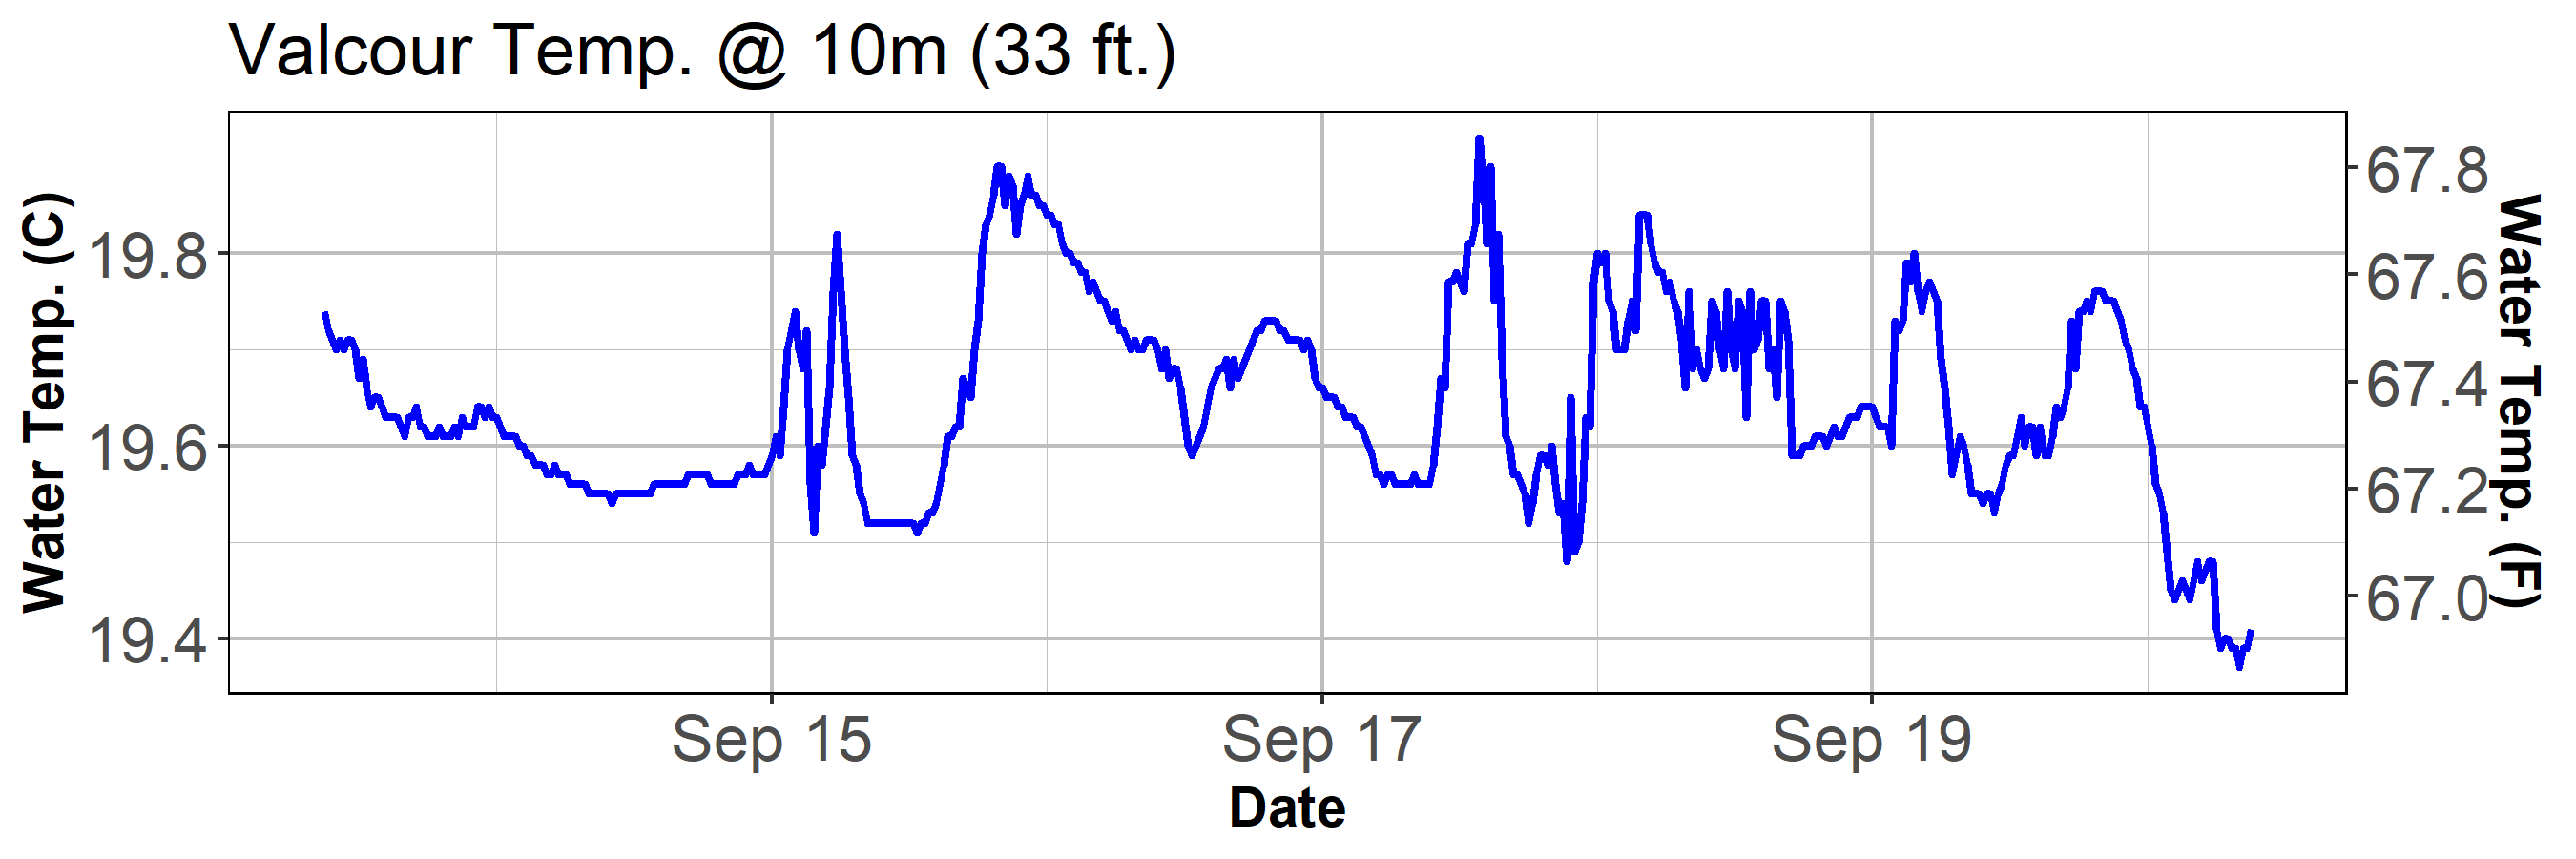 Valcour Temp. @ 10m (33 ft.)
Water Temp. (C)
19.8
19.6
19.4
67.8
67.6
67.4
67.2
67.0
Water Temp. (F)
Sep 15
Sep 17
Sep 19
Date